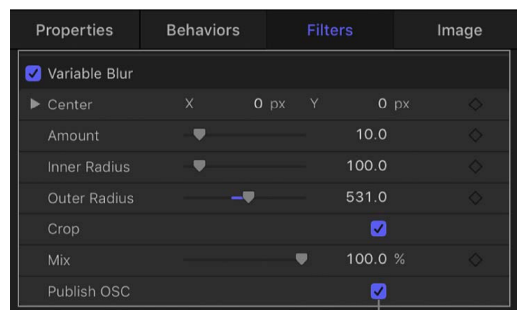 Properties Behaviors Filters Image
Variable Blur
Center X 0 px Y 0 px
Amount 10.0
Inner Radius 100.0
Outer Radius 531.0
Crop
Mix 100.0 %
Publish OSC